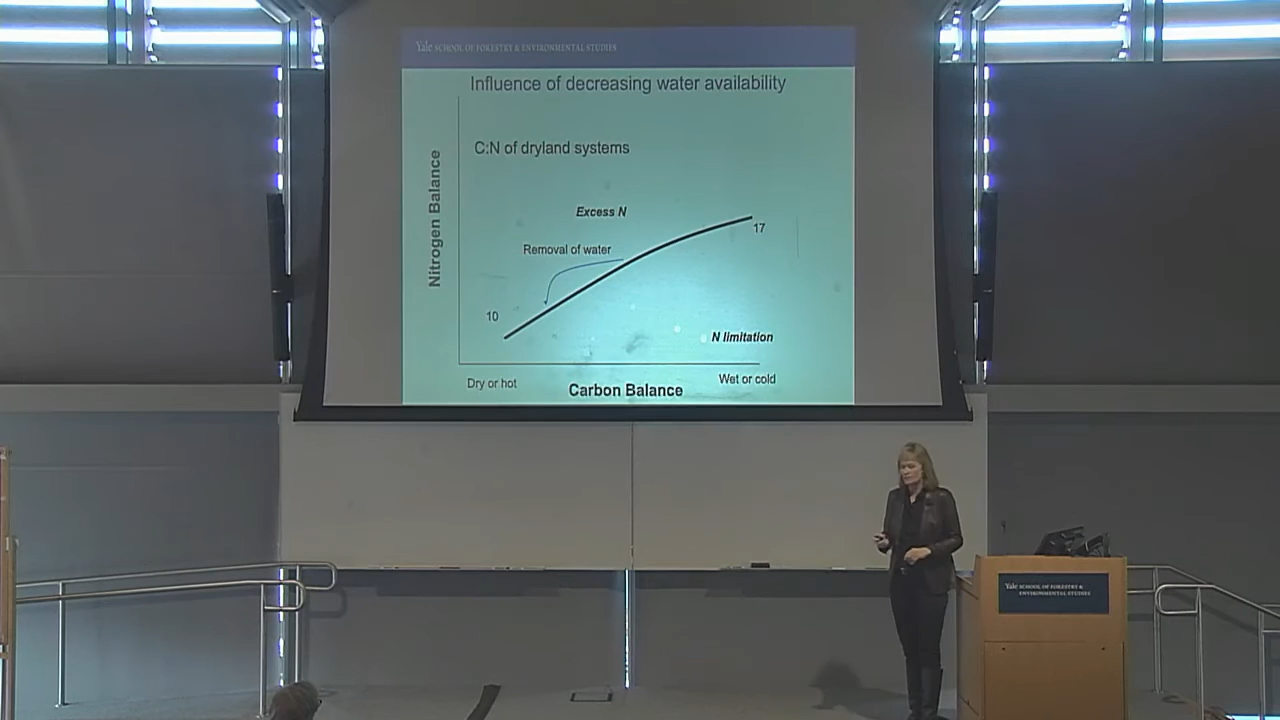 Yale SCHOOL OF FORESTRY & ENVIRONMENTAL STUDIES
Influence of decreasing water availability
C:N of dryland systems
Nitrogen Balance
Excess N
17
Removal of water
10
N limitation
Dry or hot
Wet or cold
Carbon Balance
Yale SCHOOL OF FORESTRY &
ENVIRONMENTAL STUDIES